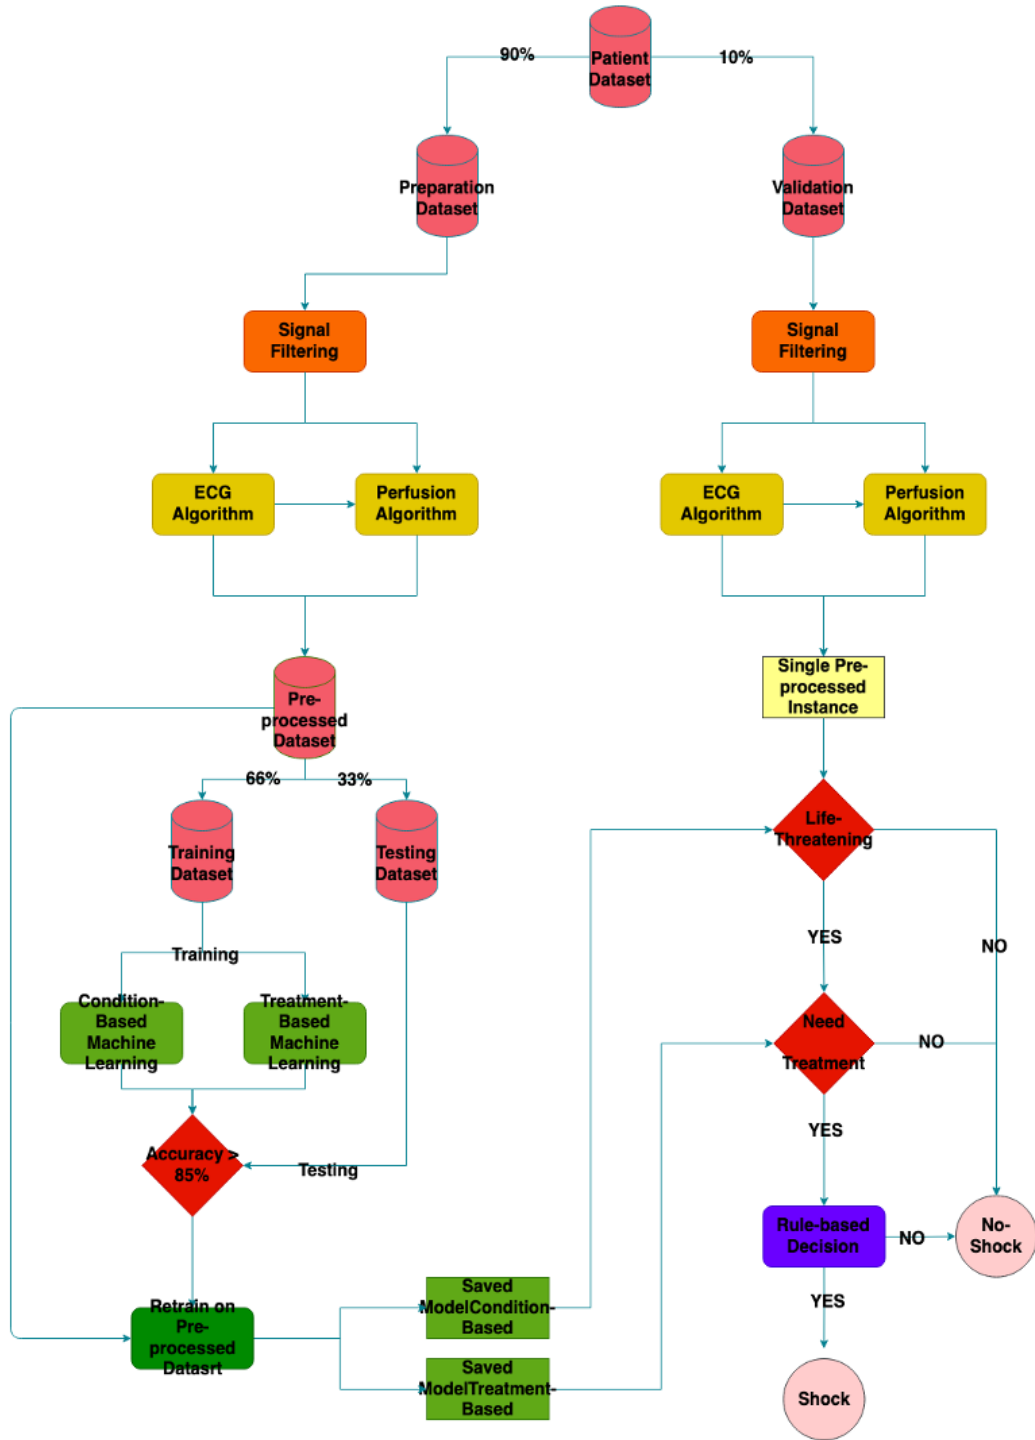 90%
Patient
Dataset
10%
Preparation
Dataset
Validation
Dataset
Signal
Filtering
Signal
Filtering
ECG
Algorithm
Perfusion
Algorithm
ECG
Algorithm
Perfusion
Algorithm
Pre-
processed
Dataset
Single Pre-
processed
Instance
66%
33%
Training
Dataset
Testing
Dataset
Life-
Threatening
YES
NO
Training
Condition-
Based
Machine
Learning
Treatment-
Based
Machine
Learning
Need
Treatment
NO
YES
Accuracy >
85%
Testing
Rule-based
Decision
NO
No-
Shock
YES
Retrain on
Pre-
processed
Datasrt
Saved
ModelCondition-
Based
Saved
ModelTreatment-
Based
Shock